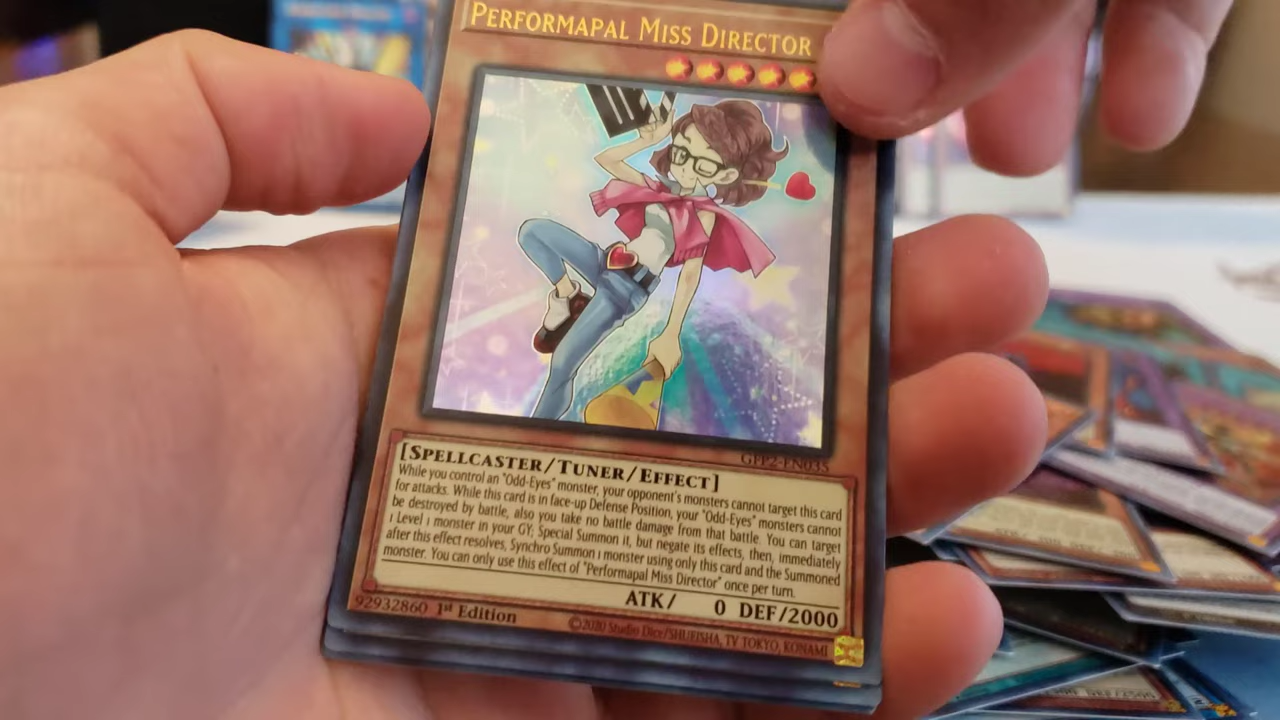 PERFORMAPAL MISS DIRECTOR
GFP2-EN035
[SPELLCASTER/TUNER/EFFECT]
While you control an "Odd-Eyes" monster, your opponent's monsters cannot target this card
for attacks. While this card is in face-up Defense Position, your "Odd-Eyes" monsters cannot
be destroyed by battle, also you take no battle damage from that battle. You can target
1 Level 1 monster in your GY; Special Summon it, but negate its effects, then, immediately
after this effect resolves, Synchro Summon 1 monster using only this card and the Summoned
monster. You can only use this effect of "Performapal Miss Director" once per turn.
ATK/ 0 DEF/2000
92932860 1st Edition
©2020 Studio Dice/SHUEISHA, TV TOKYO, KONAMI